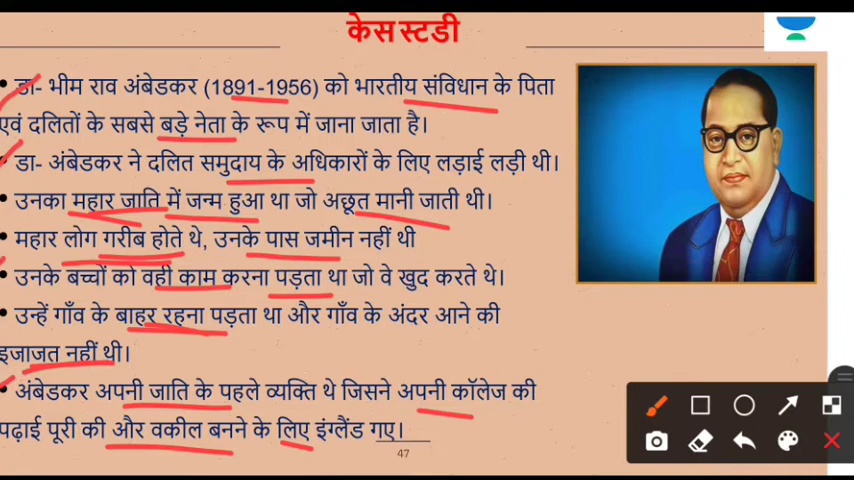 केस स्टडी
• डा- भीम राव अंबेडकर (1891-1956) को भारतीय संविधान के पिता
एवं दलितों के सबसे बड़े नेता के रूप में जाना जाता है।
• डा- अंबेडकर ने दलित समुदाय के अधिकारों के लिए लड़ाई लड़ी थी।
• उनका महार जाति में जन्म हुआ था जो अछूत मानी जाती थी।
• महार लोग गरीब होते थे, उनके पास जमीन नहीं थी
• उनके बच्चों को वही काम करना पड़ता था जो वे खुद करते थे।
• उन्हें गाँव के बाहर रहना पड़ता था और गाँव के अंदर आने की
इजाजत नहीं थी।
• अंबेडकर अपनी जाति के पहले व्यक्ति थे जिसने अपनी कॉलेज की
पढ़ाई पूरी की और वकील बनने के लिए इंग्लैंड गए।
47